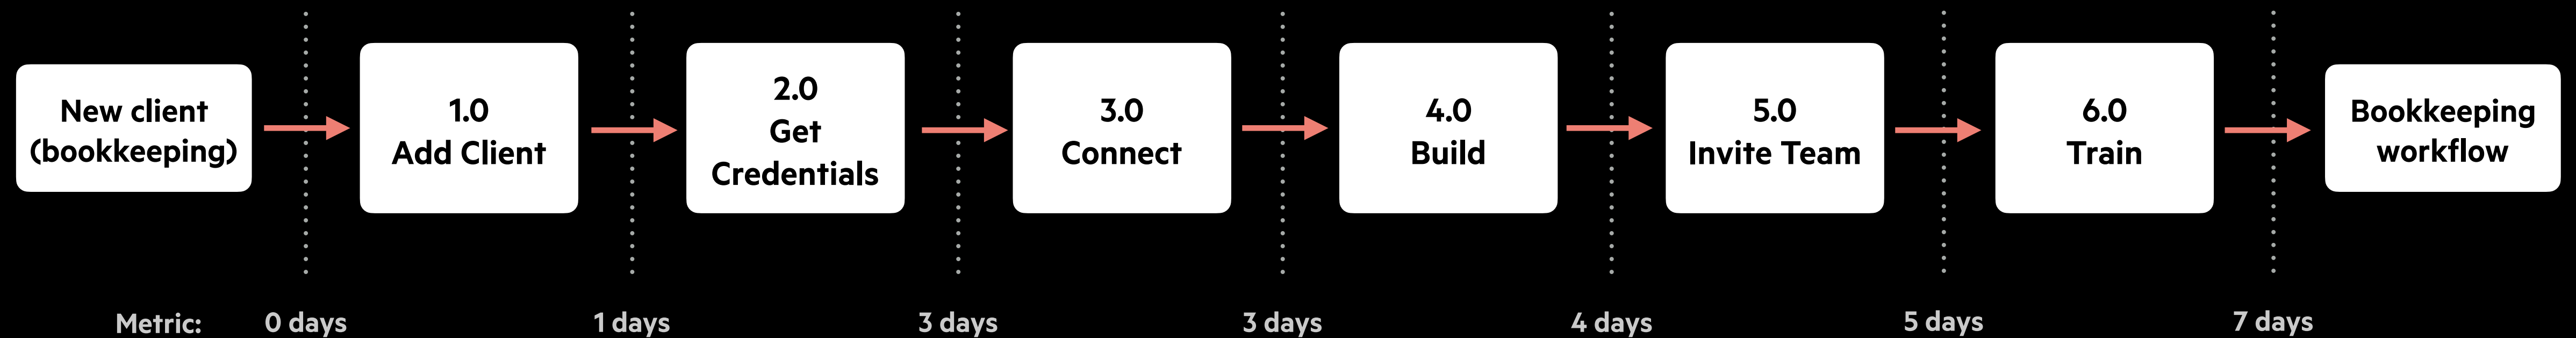 New client
(bookkeeping)
1.0
Add Client
2.0
Get
Credentials
3.0
Connect
4.0
Build
5.0
Invite Team
6.0
Train
Bookkeeping
workflow
Metric:
0 days
1 days
3 days
3 days
4 days
5 days
7 days